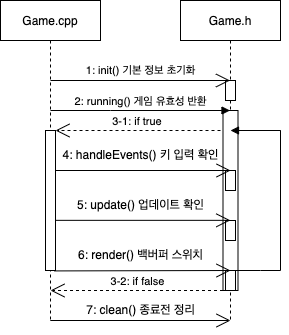 Game.cpp
Game.h
1: init() 기본 정보 초기화
2: running() 게임 유효성 반환
3-1: if true
4: handleEvents() 키 입력 확인
5: update() 업데이트 확인
6: render() 백버퍼 스위치
3-2: if false
7: clean() 종료전 정리